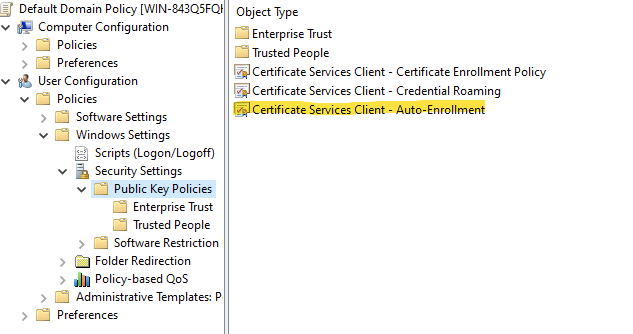 Default Domain Policy [WIN-843Q5FQH
Computer Configuration
Policies
Preferences
User Configuration
Policies
Software Settings
Windows Settings
Scripts (Logon/Logoff)
Security Settings
Public Key Policies
Enterprise Trust
Trusted People
Software Restriction
Folder Redirection
Policy-based QoS
Administrative Templates: P
Preferences
Object Type
Enterprise Trust
Trusted People
Certificate Services Client - Certificate Enrollment Policy
Certificate Services Client - Credential Roaming
Certificate Services Client - Auto-Enrollment